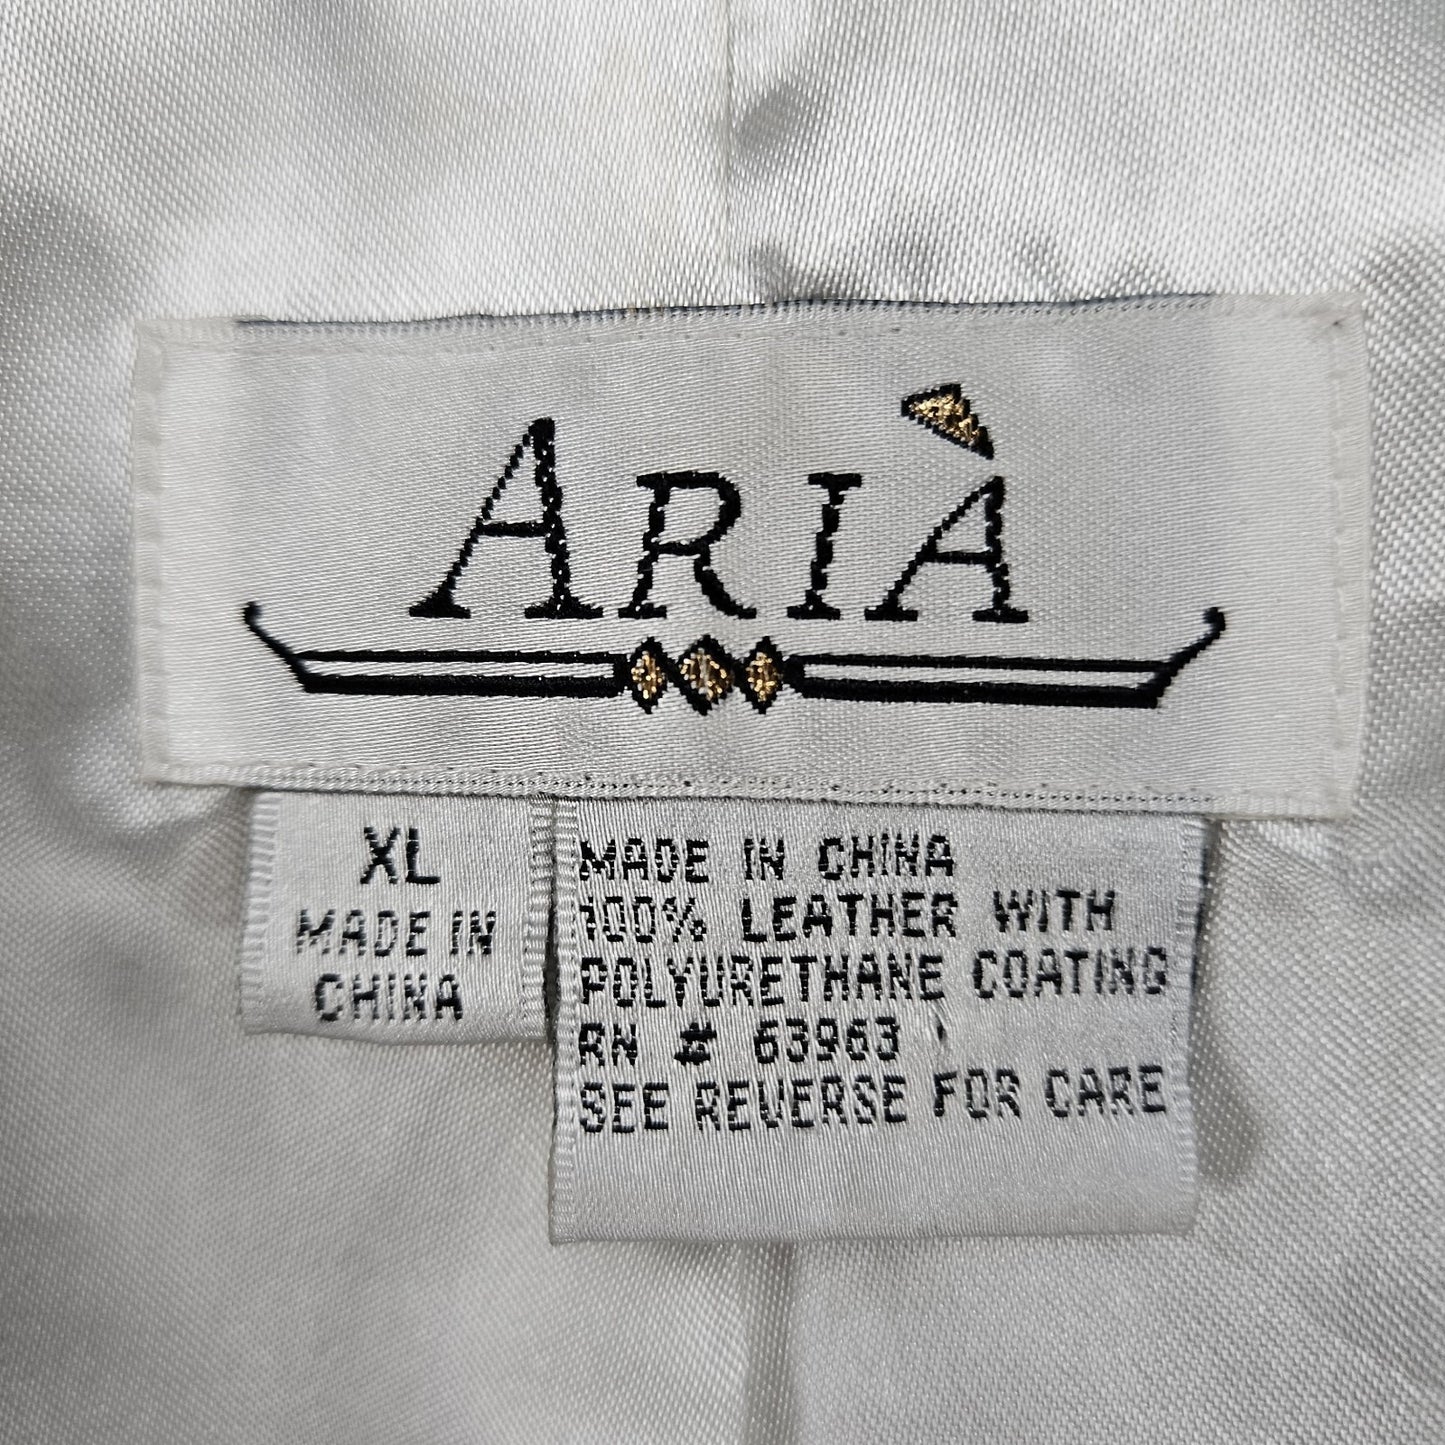 ARIÀ
XL
MADE IN
CHINA
MADE IN CHINA
100% LEATHER WITH
POLYURETHANE COATING
RN # 63963
SEE REVERSE FOR CARE